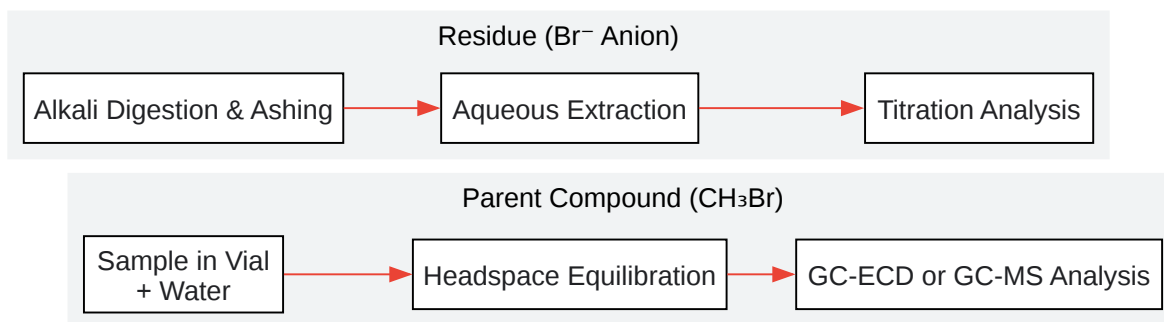 Residue (Br⁻ Anion)
Alkali Digestion & Ashing
Aqueous Extraction
Titration Analysis
Parent Compound (CH₃Br)
Sample in Vial
+ Water
Headspace Equilibration
GC-ECD or GC-MS Analysis